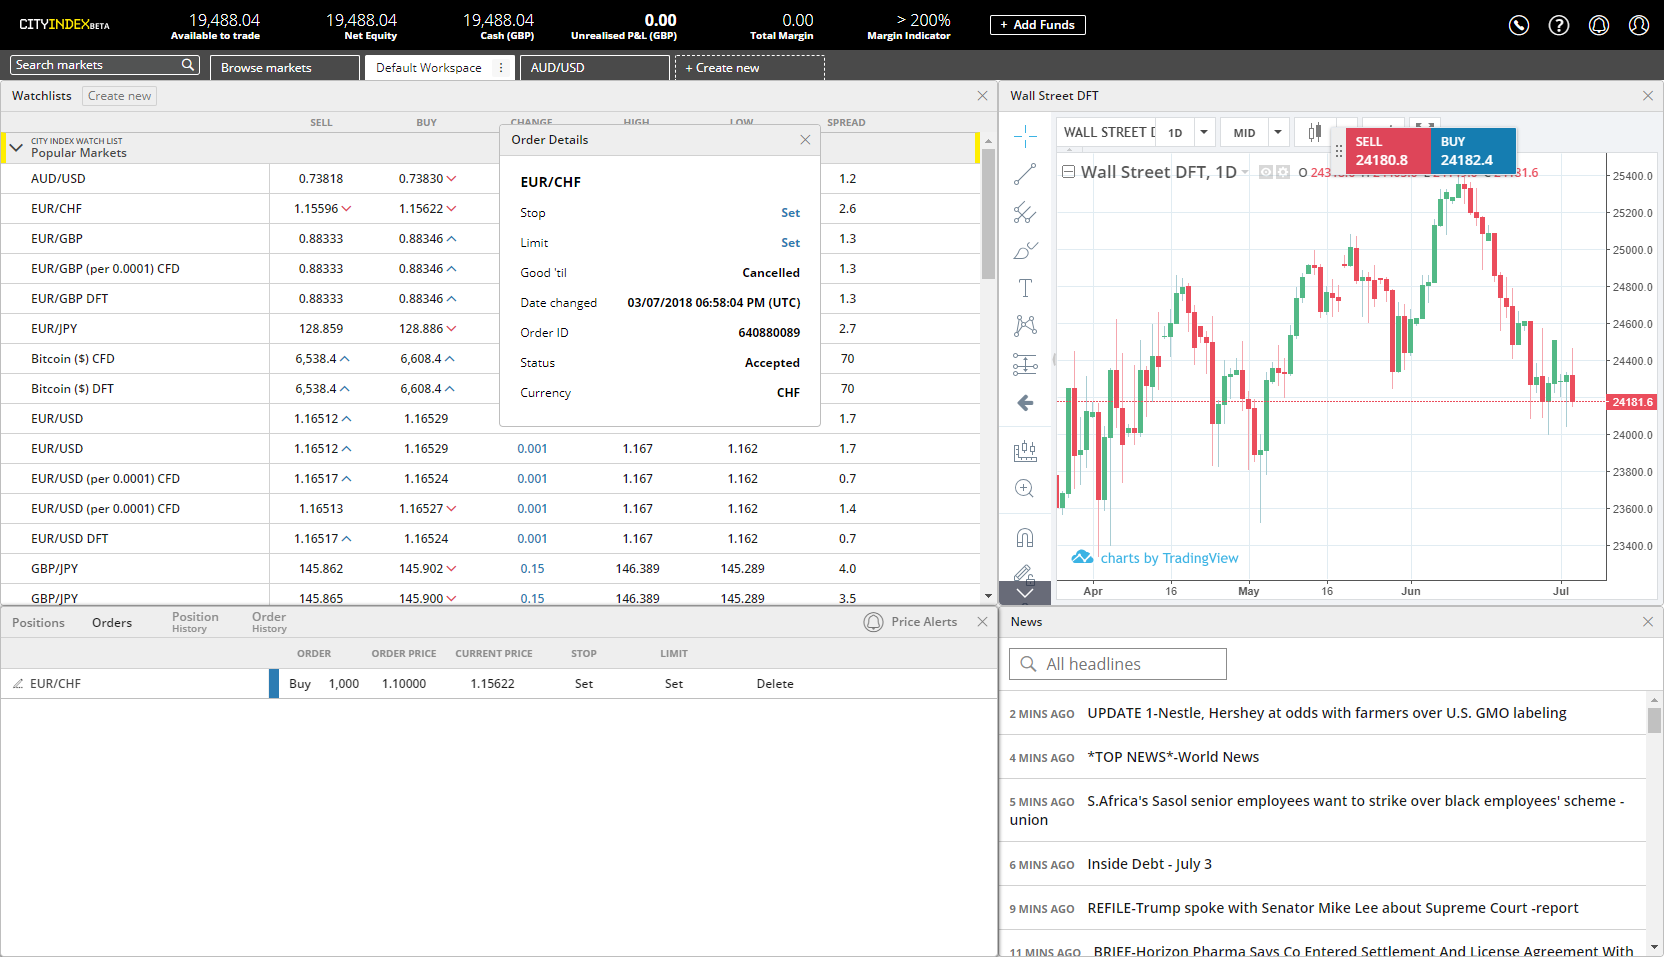 CITYINDEX BETA
19,488.04
Available to trade
19,488.04
Net Equity
19,488.04
Cash (GBP)
0.00
Unrealised P&L (GBP)
0.00
Total Margin
> 200%
Margin Indicator
+ Add Funds
Search markets
Browse markets
Default Workspace
AUD/USD
+ Create new
Watchlists Create new
SELL BUY CHANGE HIGH LOW SPREAD
CITY INDEX WATCH LIST
Popular Markets
AUD/USD 0.73818 0.73830 1.2
EUR/CHF 1.15596 1.15622 2.6
EUR/GBP 0.88333 0.88346 1.3
EUR/GBP (per 0.0001) CFD 0.88333 0.88346 1.3
EUR/GBP DFT 0.88333 0.88346 1.3
EUR/JPY 128.859 128.886 2.7
Bitcoin ($) CFD 6,538.4 6,608.4 70
Bitcoin ($) DFT 6,538.4 6,608.4 70
EUR/USD 1.16512 1.16529 1.7
EUR/USD 1.16512 1.16529 0.001 1.167 1.162 1.7
EUR/USD (per 0.0001) CFD 1.16517 1.16524 0.001 1.167 1.162 0.7
EUR/USD (per 0.0001) CFD 1.16513 1.16527 0.001 1.167 1.162 1.4
EUR/USD DFT 1.16517 1.16524 0.001 1.167 1.162 0.7
GBP/JPY 145.862 145.902 0.15 146.389 145.289 4.0
GBP/JPY 145.865 145.900 0.15 146.389 145.289 3.5
Order Details
EUR/CHF
Stop Set
Limit Set
Good 'til Cancelled
Date changed 03/07/2018 06:58:04 PM (UTC)
Order ID 640880089
Status Accepted
Currency CHF
Wall Street DFT
WALL STREET 1D MID
SELL
24180.8
BUY
24182.4
Wall Street DFT, 1D O
25400.0
25200.0
25000.0
24800.0
24600.0
24400.0
24181.6
24000.0
23800.0
23600.0
23400.0
charts by TradingView
Apr 16 May 16 Jun Jul
Positions
Orders
Position History
Order History
Price Alerts
ORDER ORDER PRICE CURRENT PRICE STOP LIMIT
EUR/CHF Buy 1,000 1.10000 1.15622 Set Set Delete
News
All headlines
2 MINS AGO UPDATE 1-Nestle, Hershey at odds with farmers over U.S. GMO labeling
4 MINS AGO *TOP NEWS*-World News
5 MINS AGO S.Africa's Sasol senior employees want to strike over black employees' scheme -
union
6 MINS AGO Inside Debt - July 3
9 MINS AGO REFILE-Trump spoke with Senator Mike Lee about Supreme Court -report
11 MINS AGO BRIEF-Horizon Pharma Says Co Entered Settlement And License Agreement With